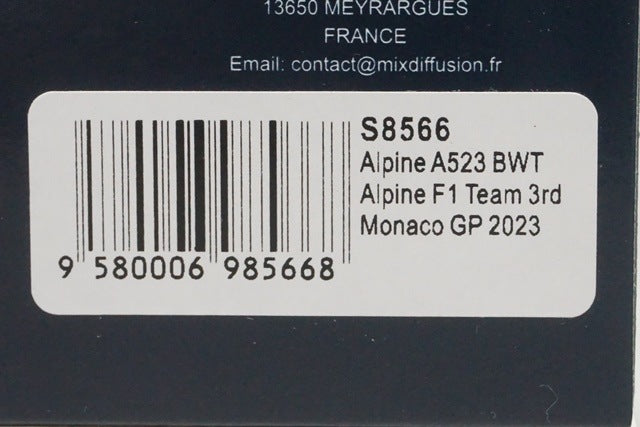 13650 MEYRARGUES
FRANCE
Email: contact@mixdiffusion.fr
S8566
Alpine A523 BWT
Alpine F1 Team 3rd
Monaco GP 2023
9 580006 985668